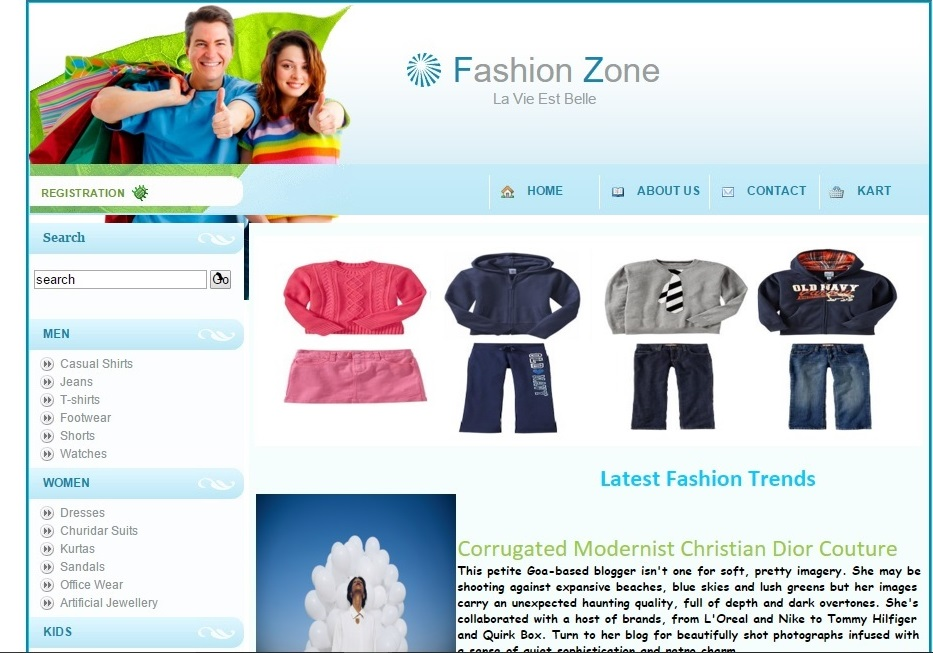 Fashion Zone
La Vie Est Belle
REGISTRATION
HOME
ABOUT US
CONTACT
KART
Search
search
Go
MEN
Casual Shirts
Jeans
T-shirts
Footwear
Shorts
Watches
WOMEN
Dresses
Churidar Suits
Kurtas
Sandals
Office Wear
Artificial Jewellery
KIDS
OLD NAVY
OLD NAVY
Latest Fashion Trends
Corrugated Modernist Christian Dior Couture
This petite Goa-based blogger isn't one for soft, pretty imagery. She may be
shooting against expansive beaches, blue skies and lush greens but her images
carry an unexpected haunting quality, full of depth and dark overtones. She's
collaborated with a host of brands, from L'Oreal and Nike to Tommy Hilfiger
and Quirk Box. Turn to her blog for beautifully shot photographs infused with
a sense of quiet sophistication and retro charm